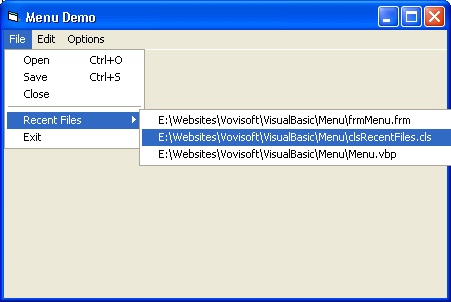 Menu Demo
File Edit Options
Open Ctrl+O
Save Ctrl+S
Close
Recent Files
Exit
E:\Websites\Vovisoft\VisualBasic\Menu\frmMenu.frm
E:\Websites\Vovisoft\VisualBasic\Menu\clsRecentFiles.cls
E:\Websites\Vovisoft\VisualBasic\Menu\Menu.vbp